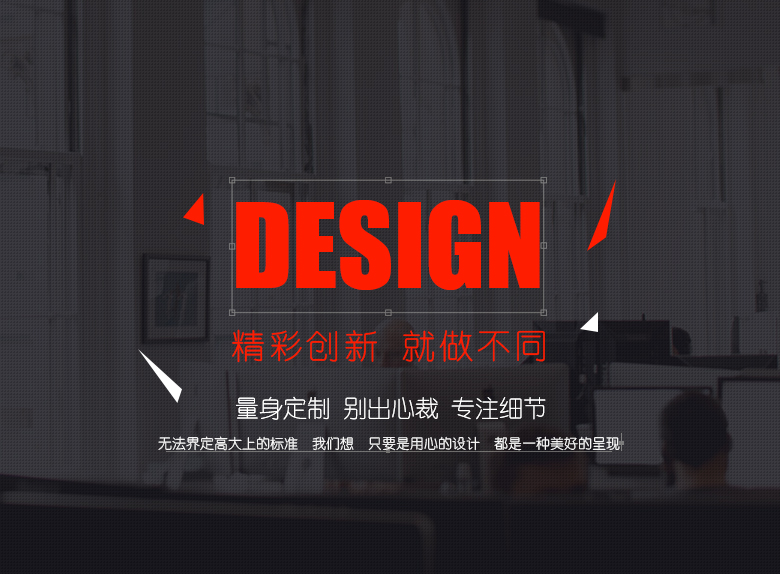 DESIGN
精彩创新 就做不同
量身定制 别出心裁 专注细节
无法界定高大上的标准 我们想 只要是用心的设计 都是一种美好的呈现